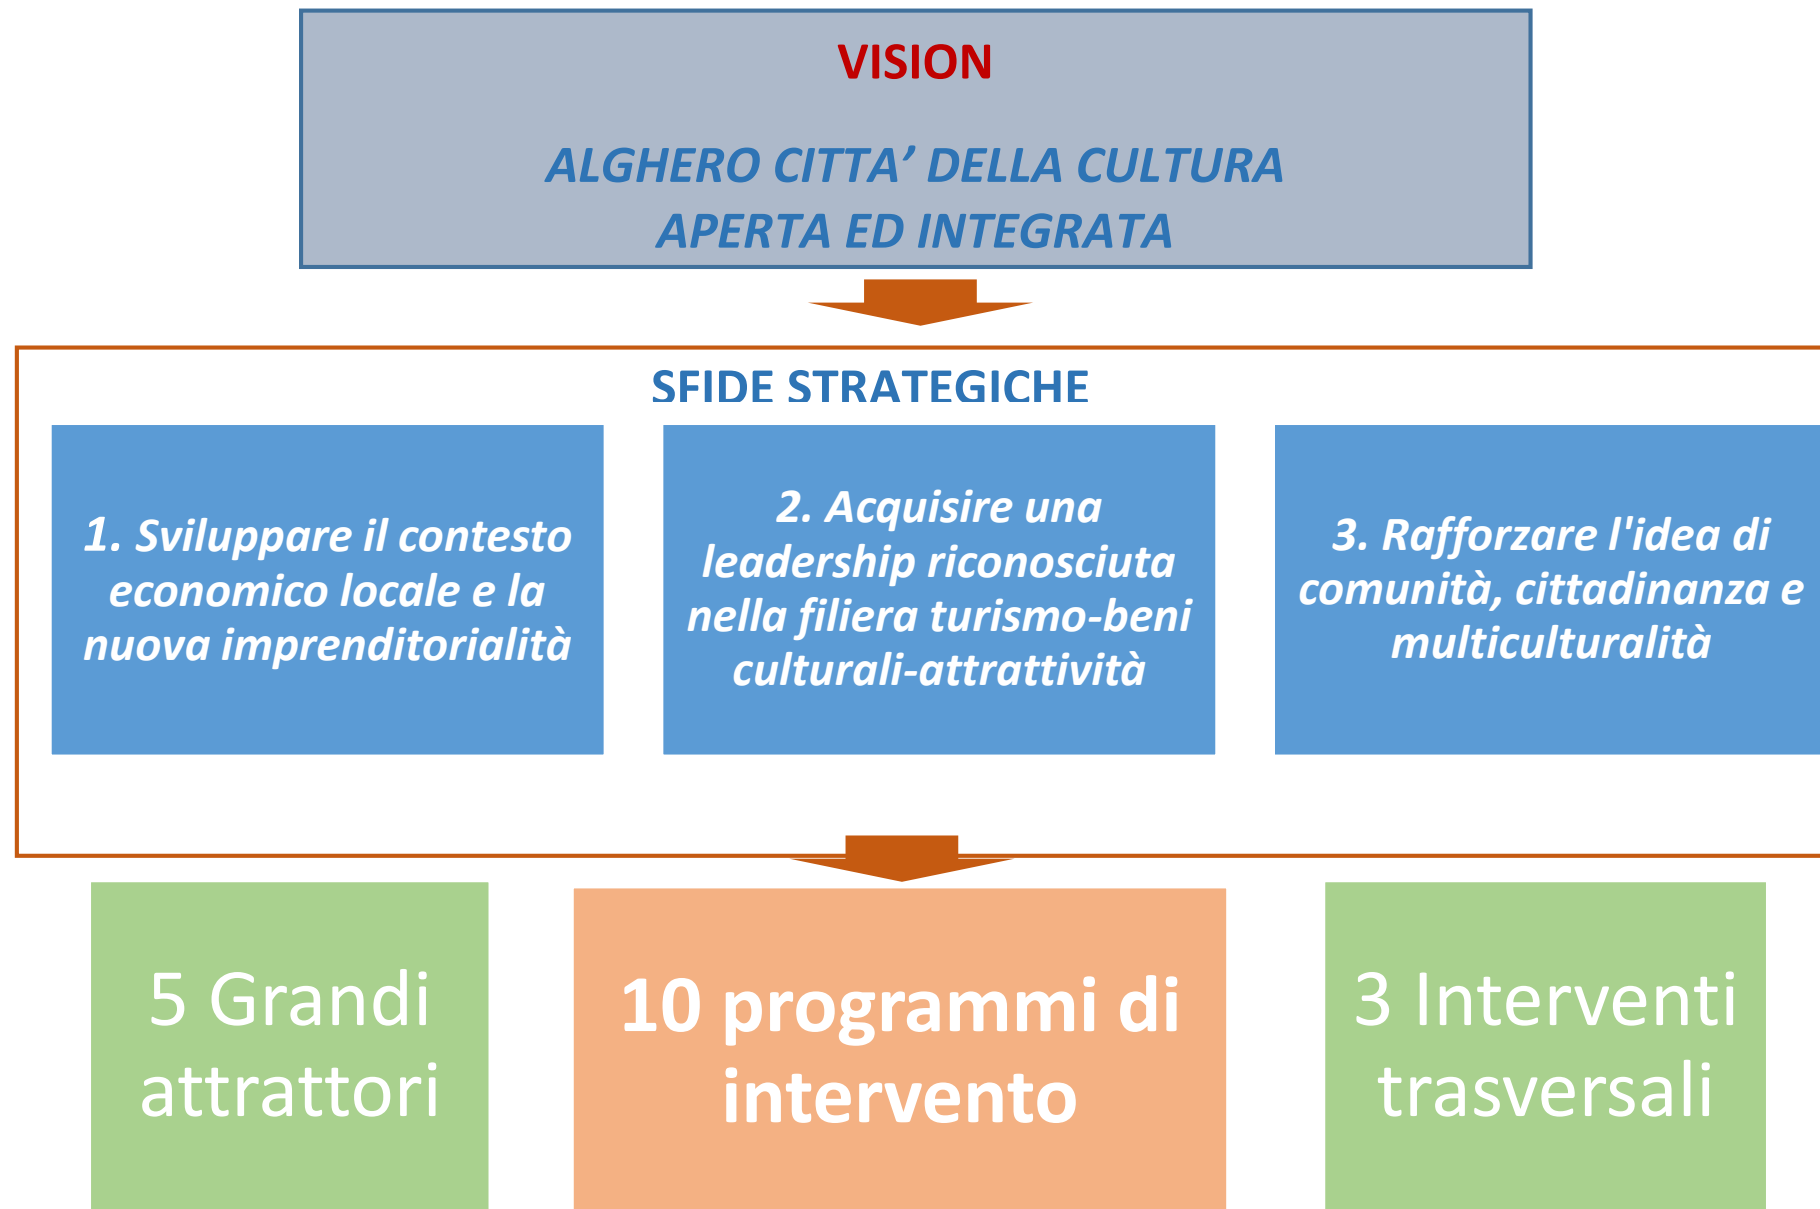 VISION
ALGHERO CITTA’ DELLA CULTURA
APERTA ED INTEGRATA
SFIDE STRATEGICHE
1. Sviluppare il contesto
economico locale e la
nuova imprenditorialità
2. Acquisire una
leadership riconosciuta
nella filiera turismo-beni
culturali-attrattività
3. Rafforzare l'idea di
comunità, cittadinanza e
multiculturalità
5 Grandi
attrattori
10 programmi di
intervento
3 Interventi
trasversali